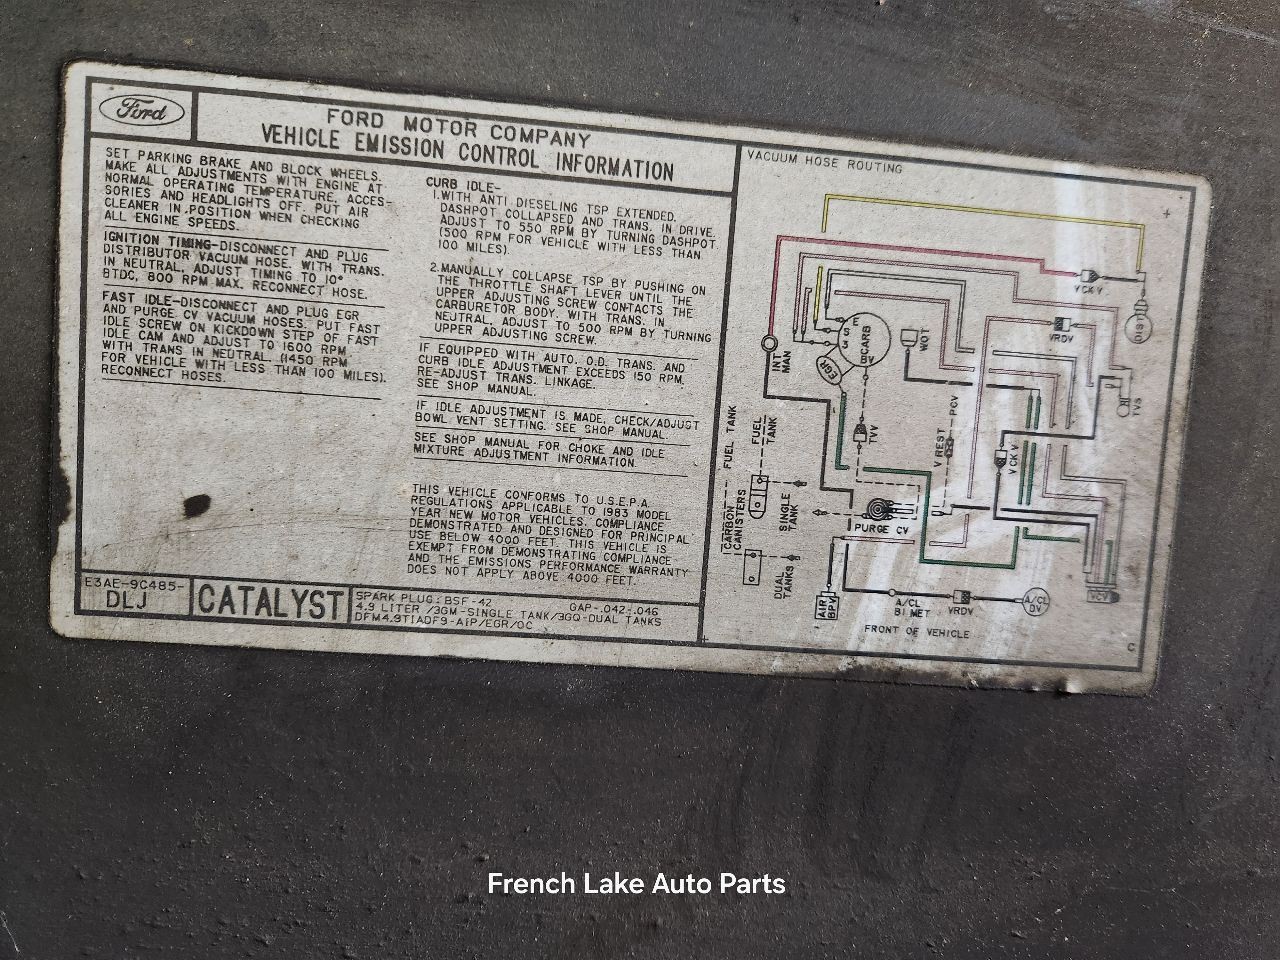 Ford
FORD MOTOR COMPANY
VEHICLE EMISSION CONTROL INFORMATION
SET PARKING BRAKE AND BLOCK WHEELS.
MAKE ALL ADJUSTMENTS WITH ENGINE AT
NORMAL OPERATING TEMPERATURE, ACCES-
SORIES AND HEADLIGHTS OFF. PUT AIR
CLEANER IN POSITION WHEN CHECKING
ALL ENGINE SPEEDS.
IGNITION TIMING-DISCONNECT AND PLUG
DISTRIBUTOR VACUUM HOSE. WITH TRANS.
IN NEUTRAL, ADJUST TIMING TO 10°
BTDC, 800 RPM MAX. RECONNECT HOSE.
FAST IDLE-DISCONNECT AND PLUG EGR
AND PURGE CV VACUUM HOSES. PUT FAST
IDLE SCREW ON KICKDOWN STEP OF FAST
IDLE CAM AND ADJUST TO 1600 RPM
WITH TRANS IN NEUTRAL. (1450 RPM
FOR VEHICLE WITH LESS THAN 100 MILES).
RECONNECT HOSES.
CURB IDLE-
1.WITH ANTI DIESELING TSP EXTENDED,
DASHPOT COLLAPSED AND TRANS. IN DRIVE,
ADJUST TO 550 RPM BY TURNING DASHPOT.
(500 RPM FOR VEHICLE WITH LESS THAN
100 MILES).
2.MANUALLY COLLAPSE TSP BY PUSHING ON
THE THROTTLE SHAFT LEVER UNTIL THE
UPPER ADJUSTING SCREW CONTACTS THE
CARBURETOR BODY. WITH TRANS. IN
NEUTRAL, ADJUST TO 500 RPM BY TURNING
UPPER ADJUSTING SCREW.
IF EQUIPPED WITH AUTO. O.D. TRANS. AND
CURB IDLE ADJUSTMENT EXCEEDS 150 RPM,
RE-ADJUST TRANS. LINKAGE.
SEE SHOP MANUAL.
IF IDLE ADJUSTMENT IS MADE, CHECK/ADJUST
BOWL VENT SETTING. SEE SHOP MANUAL.
SEE SHOP MANUAL FOR CHOKE AND IDLE
MIXTURE ADJUSTMENT INFORMATION.
THIS VEHICLE CONFORMS TO U.S.E.P.A.
REGULATIONS APPLICABLE TO 1983 MODEL
YEAR NEW MOTOR VEHICLES. COMPLIANCE
DEMONSTRATED AND DESIGNED FOR PRINCIPAL
USE BELOW 4000 FEET. THIS VEHICLE IS
EXEMPT FROM DEMONSTRATING COMPLIANCE
AND THE EMISSIONS PERFORMANCE WARRANTY
DOES NOT APPLY ABOVE 4000 FEET.
E3AE-9C485-
DLJ
CATALYST
SPARK PLUG: BSF-42 GAP-.042-.046
4.9 LITER /3GM-SINGLE TANK/3GQ-DUAL TANKS
DFM4.9T1ADF9-AIP/EGR/OC
VACUUM HOSE ROUTING
VCK V
DIST
VRDV
INT
MAN
E
S
S
3
CARB
BV
EGR
WOT
TVS
FUEL TANK
FUEL
TANK
TVV
V REST
PCV
VCK V
CARBON
CANISTERS
SINGLE
TANK
PURGE CV
DUAL
TANKS
AIR
BPV
A/CL
BI MET
VRDV
A/CL
DV
VCV
FRONT OF VEHICLE
C
French Lake Auto Parts